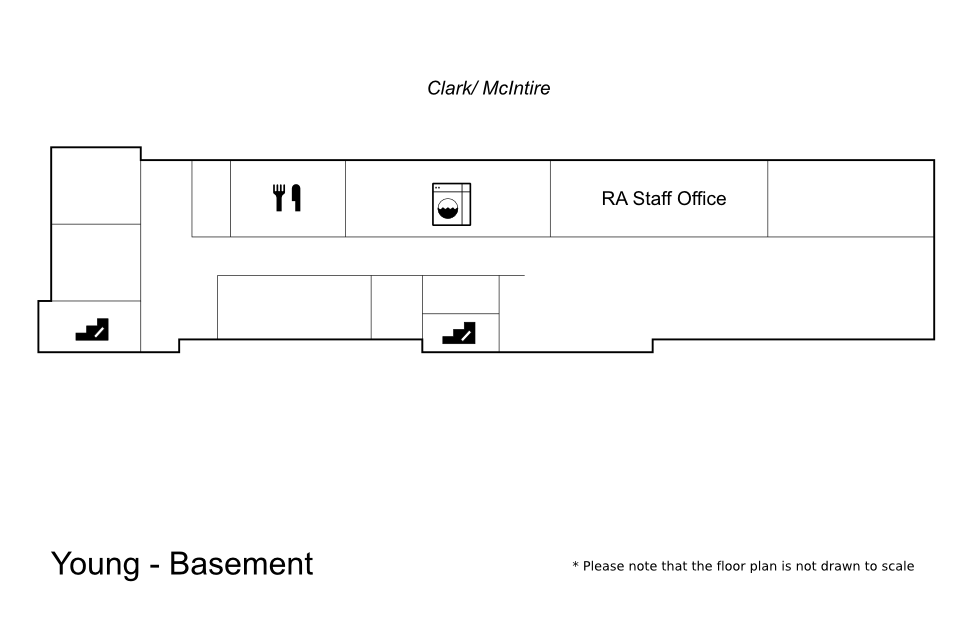 Clark/ McIntire
RA Staff Office
Young - Basement
* Please note that the floor plan is not drawn to scale